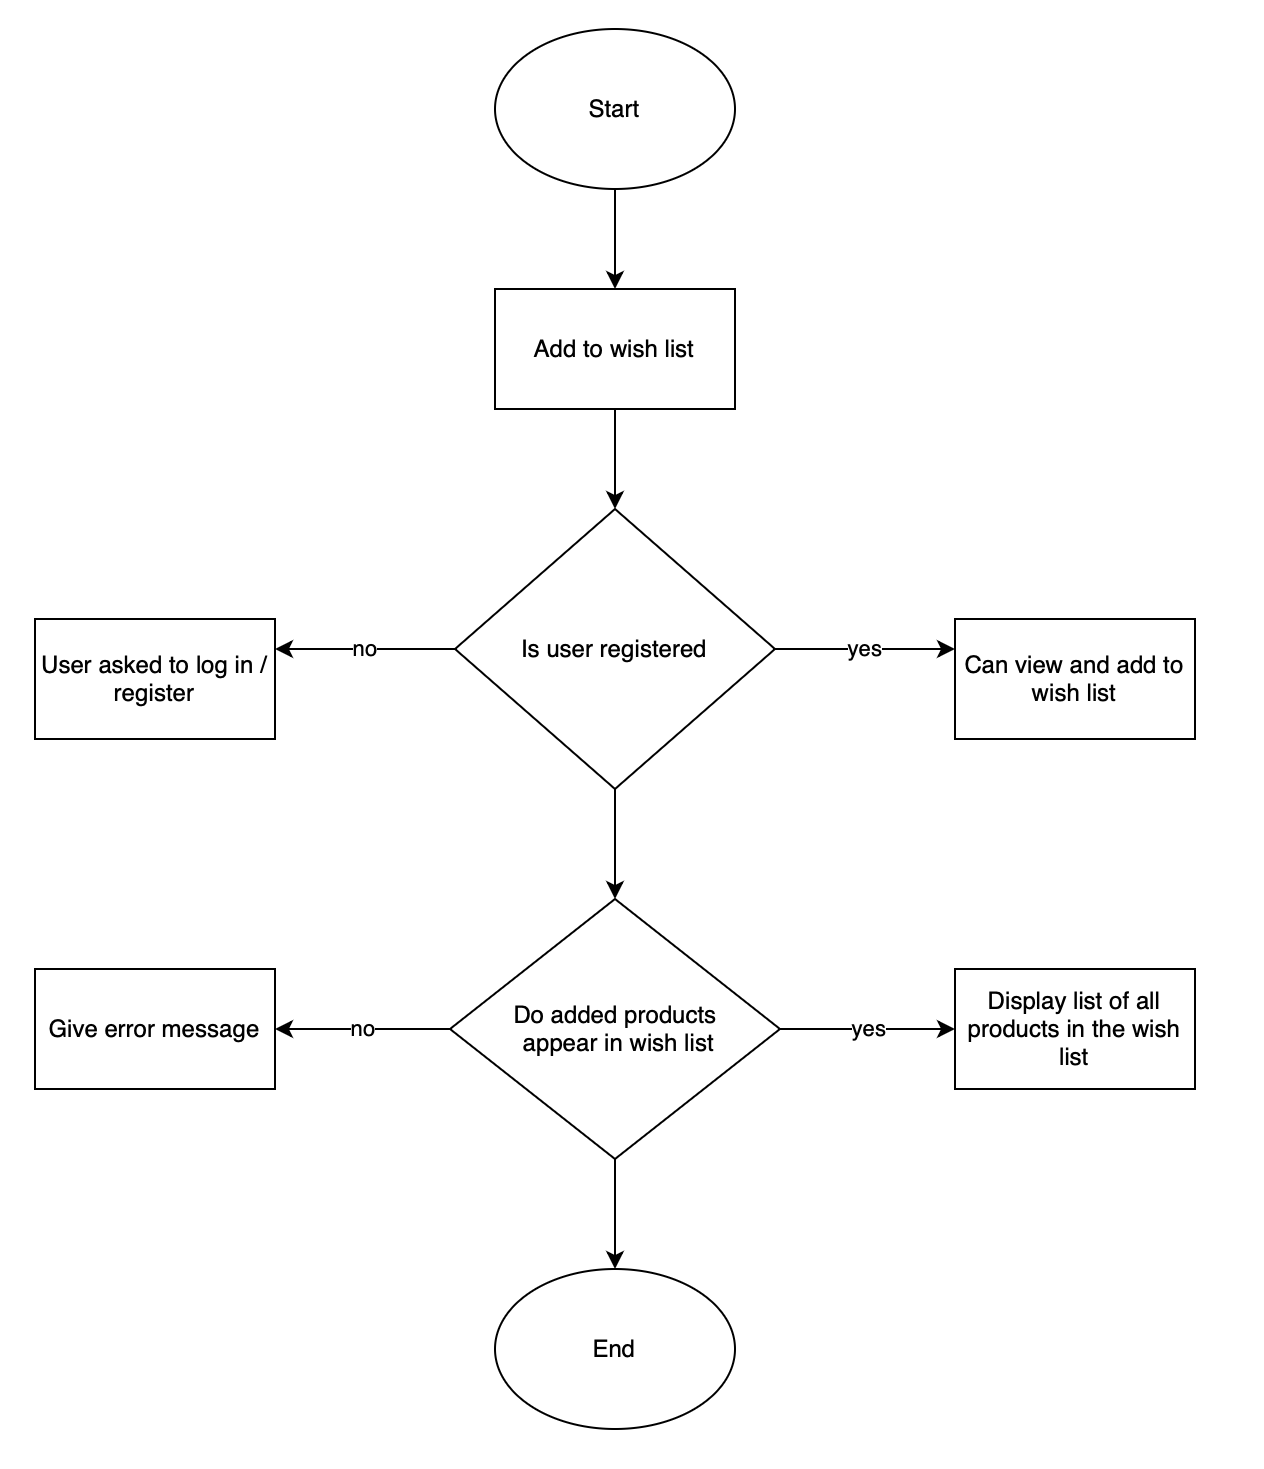 Start
Add to wish list
Is user registered
no
yes
User asked to log in /
register
Can view and add to
wish list
Do added products
appear in wish list
no
yes
Give error message
Display list of all
products in the wish
list
End